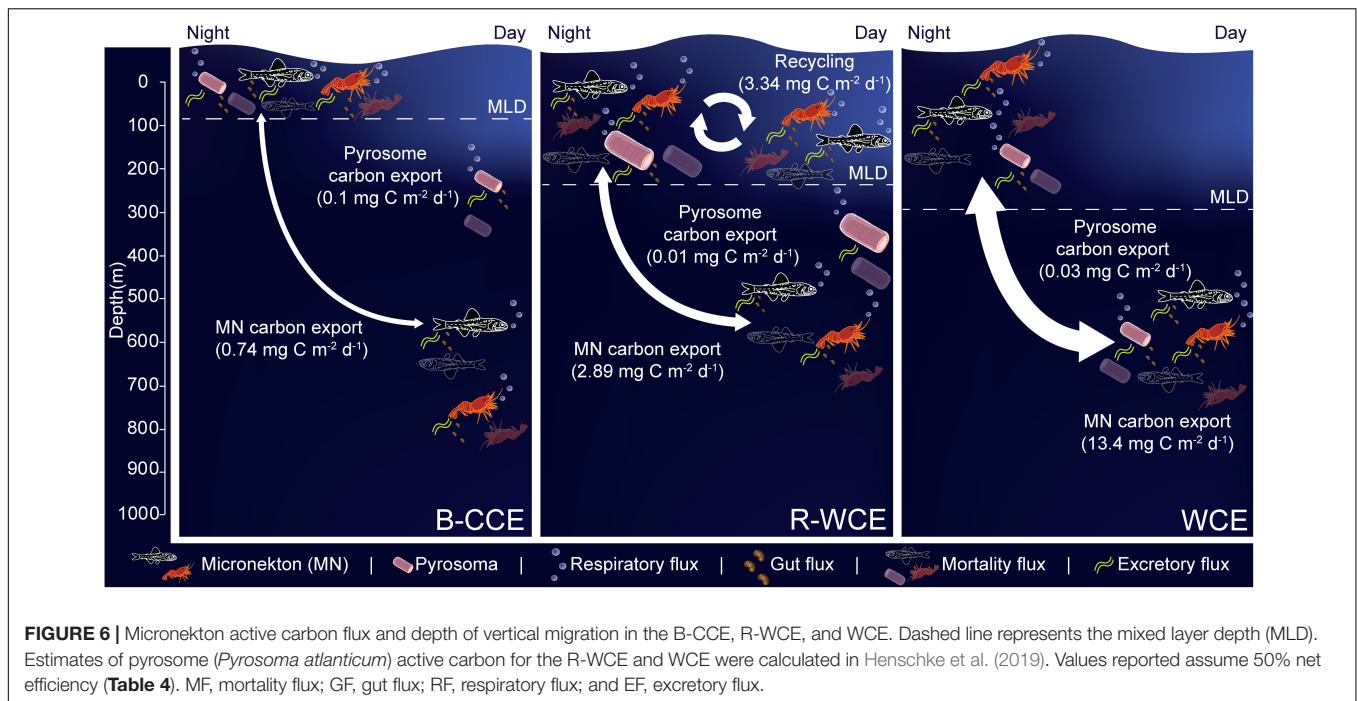 Night
Day
Night
Day
Night
Day
Depth(m)
0
100
200
300
400
500
600
700
800
900
1000
MLD
Pyrosome
carbon export
(0.1 mg C m-2 d-1)
MN carbon export
(0.74 mg C m-2 d-1)
B-CCE
Recycling
(3.34 mg C m-2 d-1)
MLD
Pyrosome
carbon export
(0.01 mg C m-2 d-1)
MN carbon export
(2.89 mg C m-2 d-1)
R-WCE
MLD
Pyrosome
carbon export
(0.03 mg C m-2 d-1)
MN carbon export
(13.4 mg C m-2 d-1)
WCE
Micronekton (MN) | Pyrosoma | Respiratory flux | Gut flux | Mortality flux | Excretory flux
FIGURE 6 | Micronekton active carbon flux and depth of vertical migration in the B-CCE, R-WCE, and WCE. Dashed line represents the mixed layer depth (MLD).
Estimates of pyrosome (Pyrosoma atlanticum) active carbon for the R-WCE and WCE were calculated in Henschke et al. (2019). Values reported assume 50% net
efficiency (Table 4). MF, mortality flux; GF, gut flux; RF, respiratory flux; and EF, excretory flux.